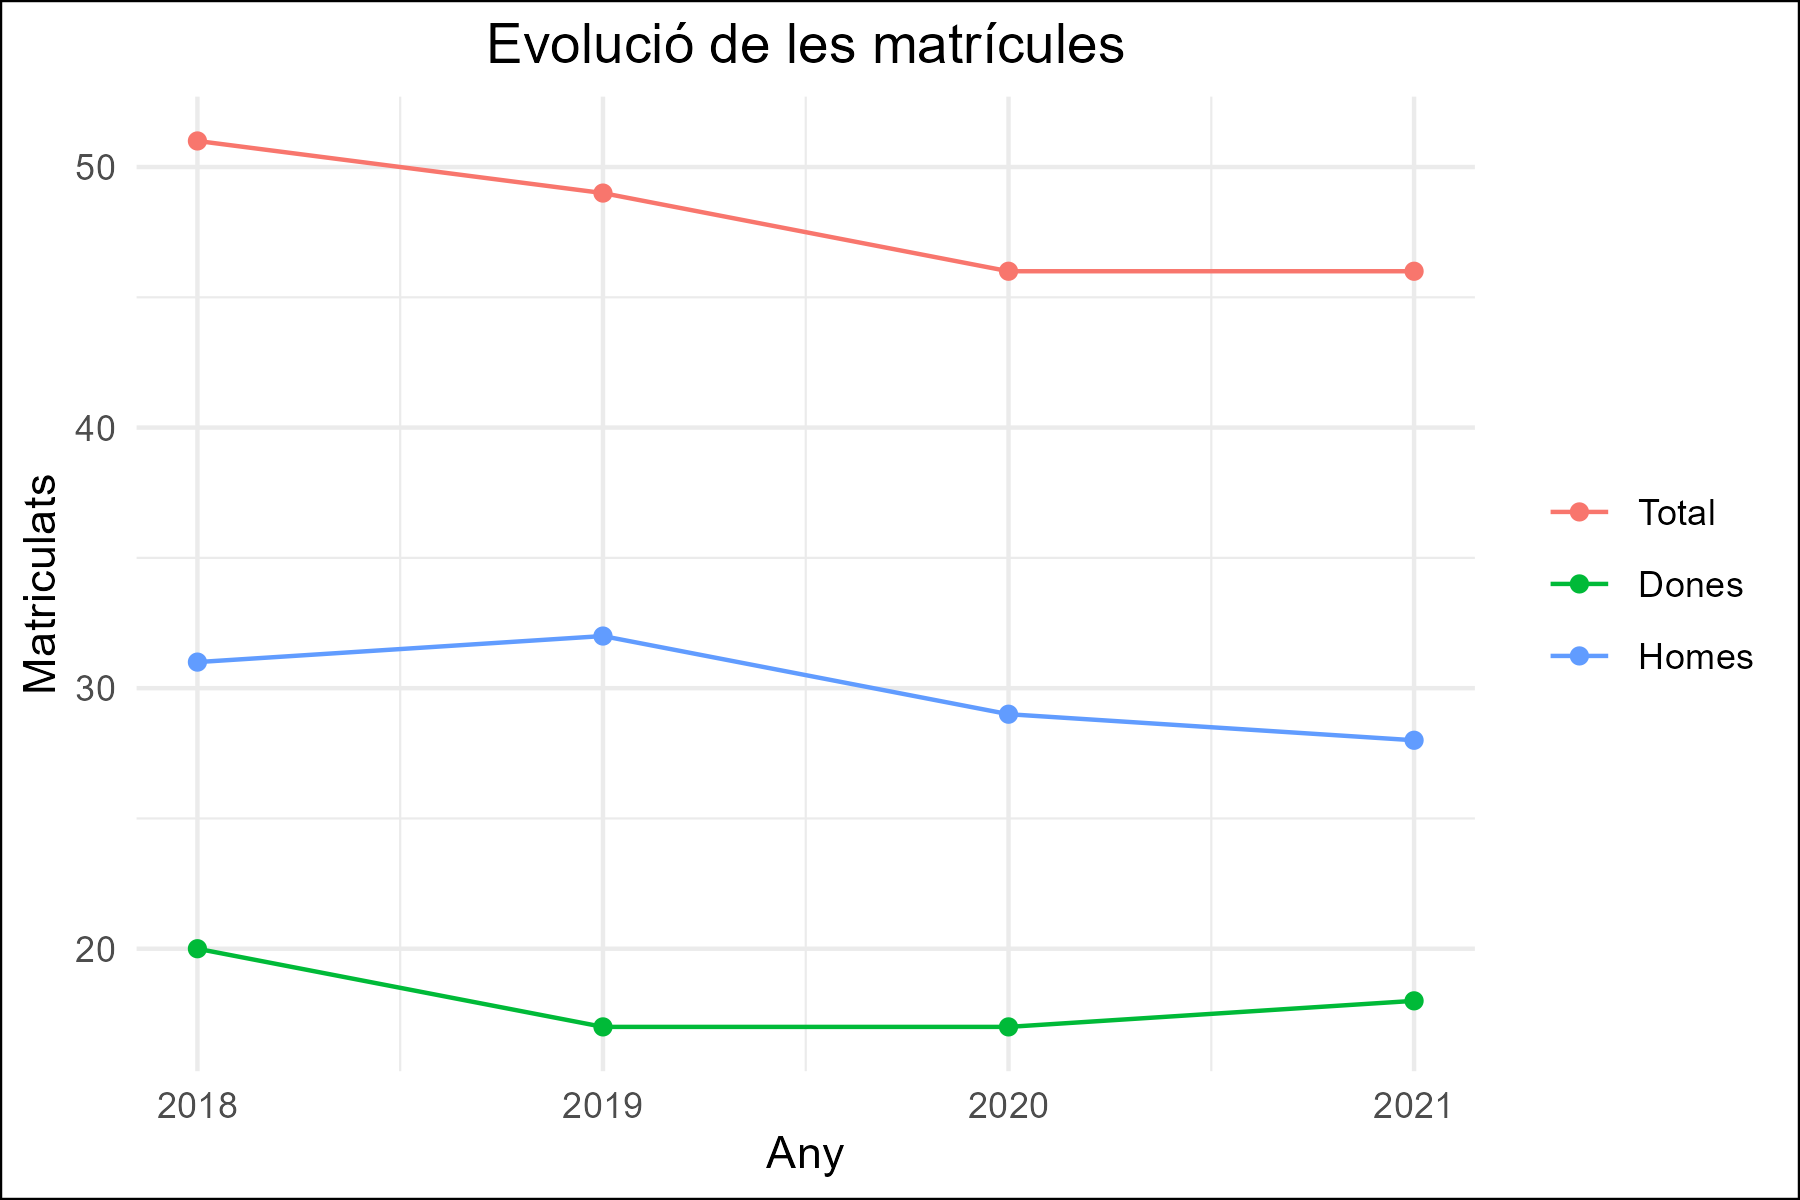 Evolució de les matrícules
50
40
30
20
Matriculats
2018
2019
2020
2021
Any
Total
Dones
Homes